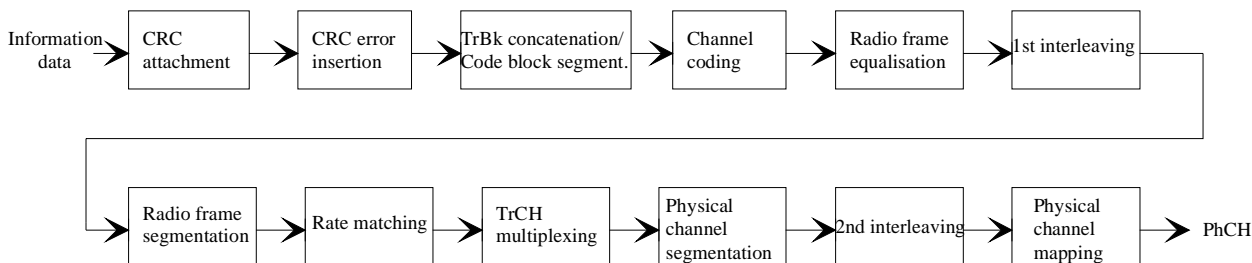 Information
data
CRC
attachment
CRC error
insertion
TrBk concatenation/
Code block segment.
Channel
coding
Radio frame
equalisation
1st interleaving
Radio frame
segmentation
Rate matching
TrCH
multiplexing
Physical
channel
segmentation
2nd interleaving
Physical
channel
mapping
PhCH